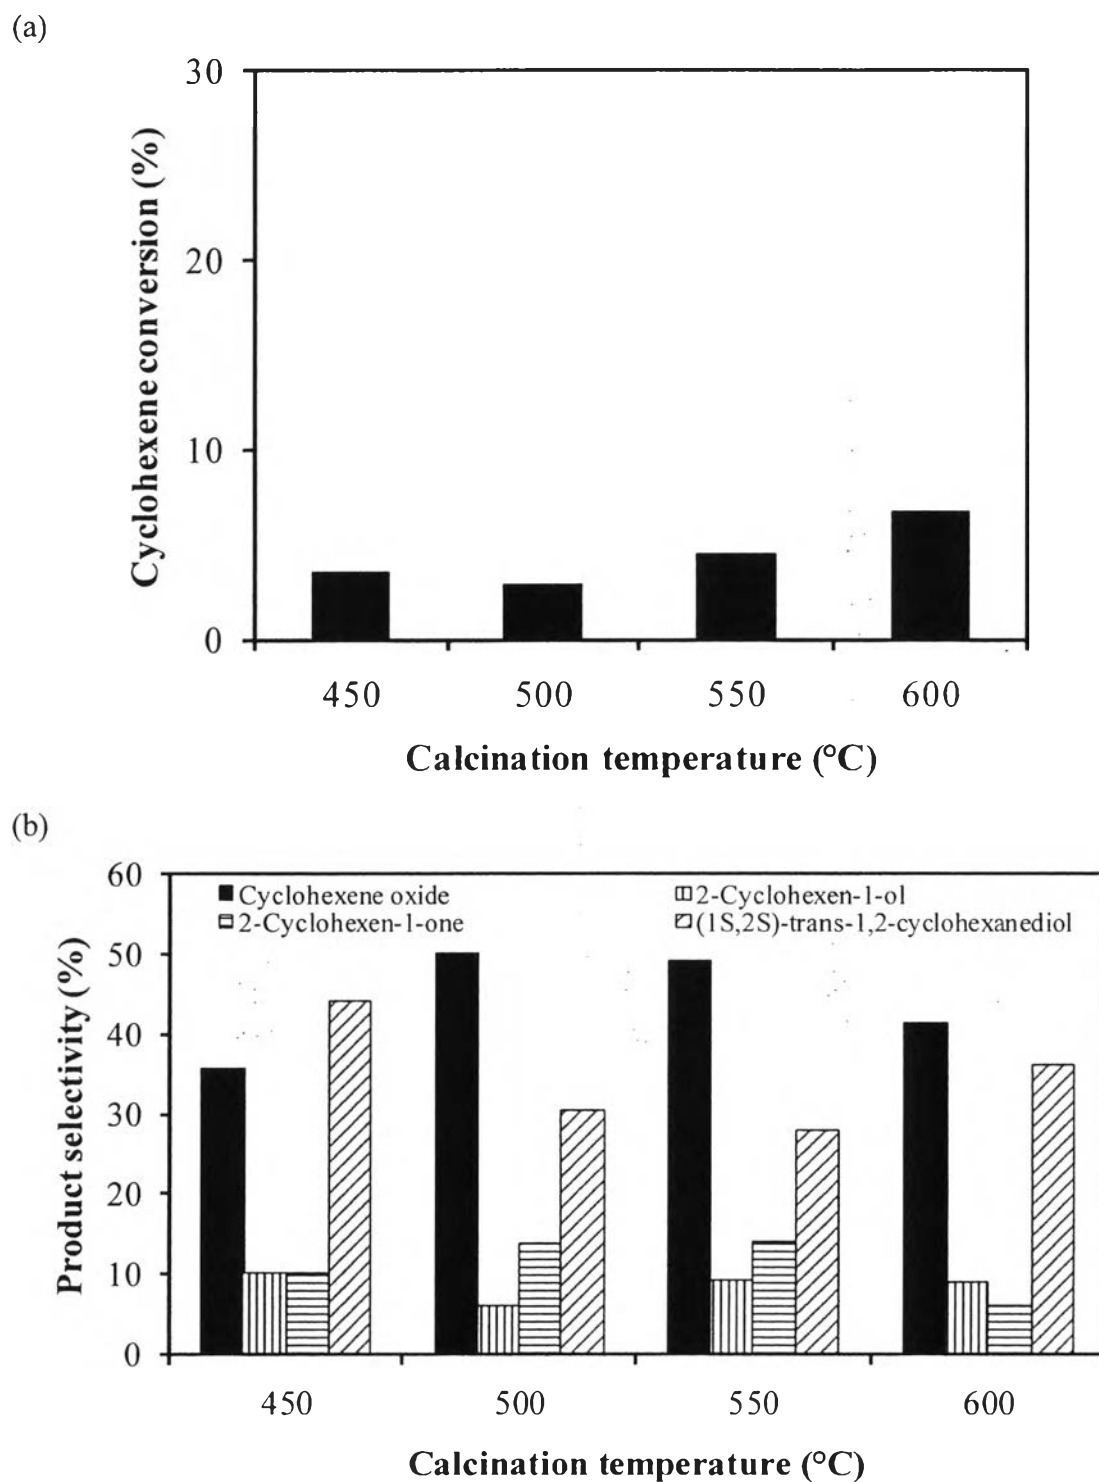 (a)
30
20
10
0
Cyclohexene conversion (%)
450 500 550 600
Calcination temperature (°C)
(b)
60
50
40
30
20
10
0
Product selectivity (%)
Cyclohexene oxide 2-Cyclohexen-1-ol
2-Cyclohexen-1-one (1S,2S)-trans-1,2-cyclohexanediol
450 500 550 600
Calcination temperature (°C)